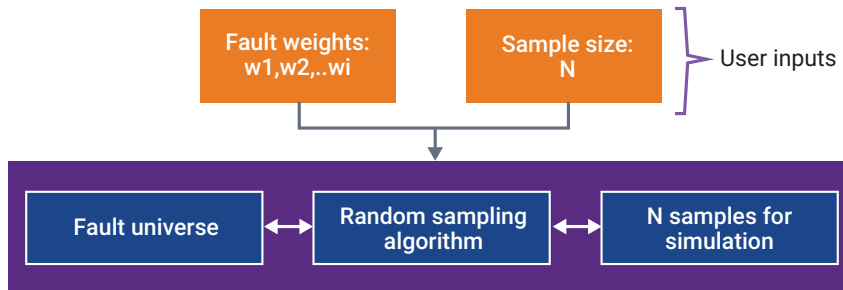 Fault weights:
w1,w2,..wi
Sample size:
N
User inputs
Fault universe
Random sampling
algorithm
N samples for
simulation